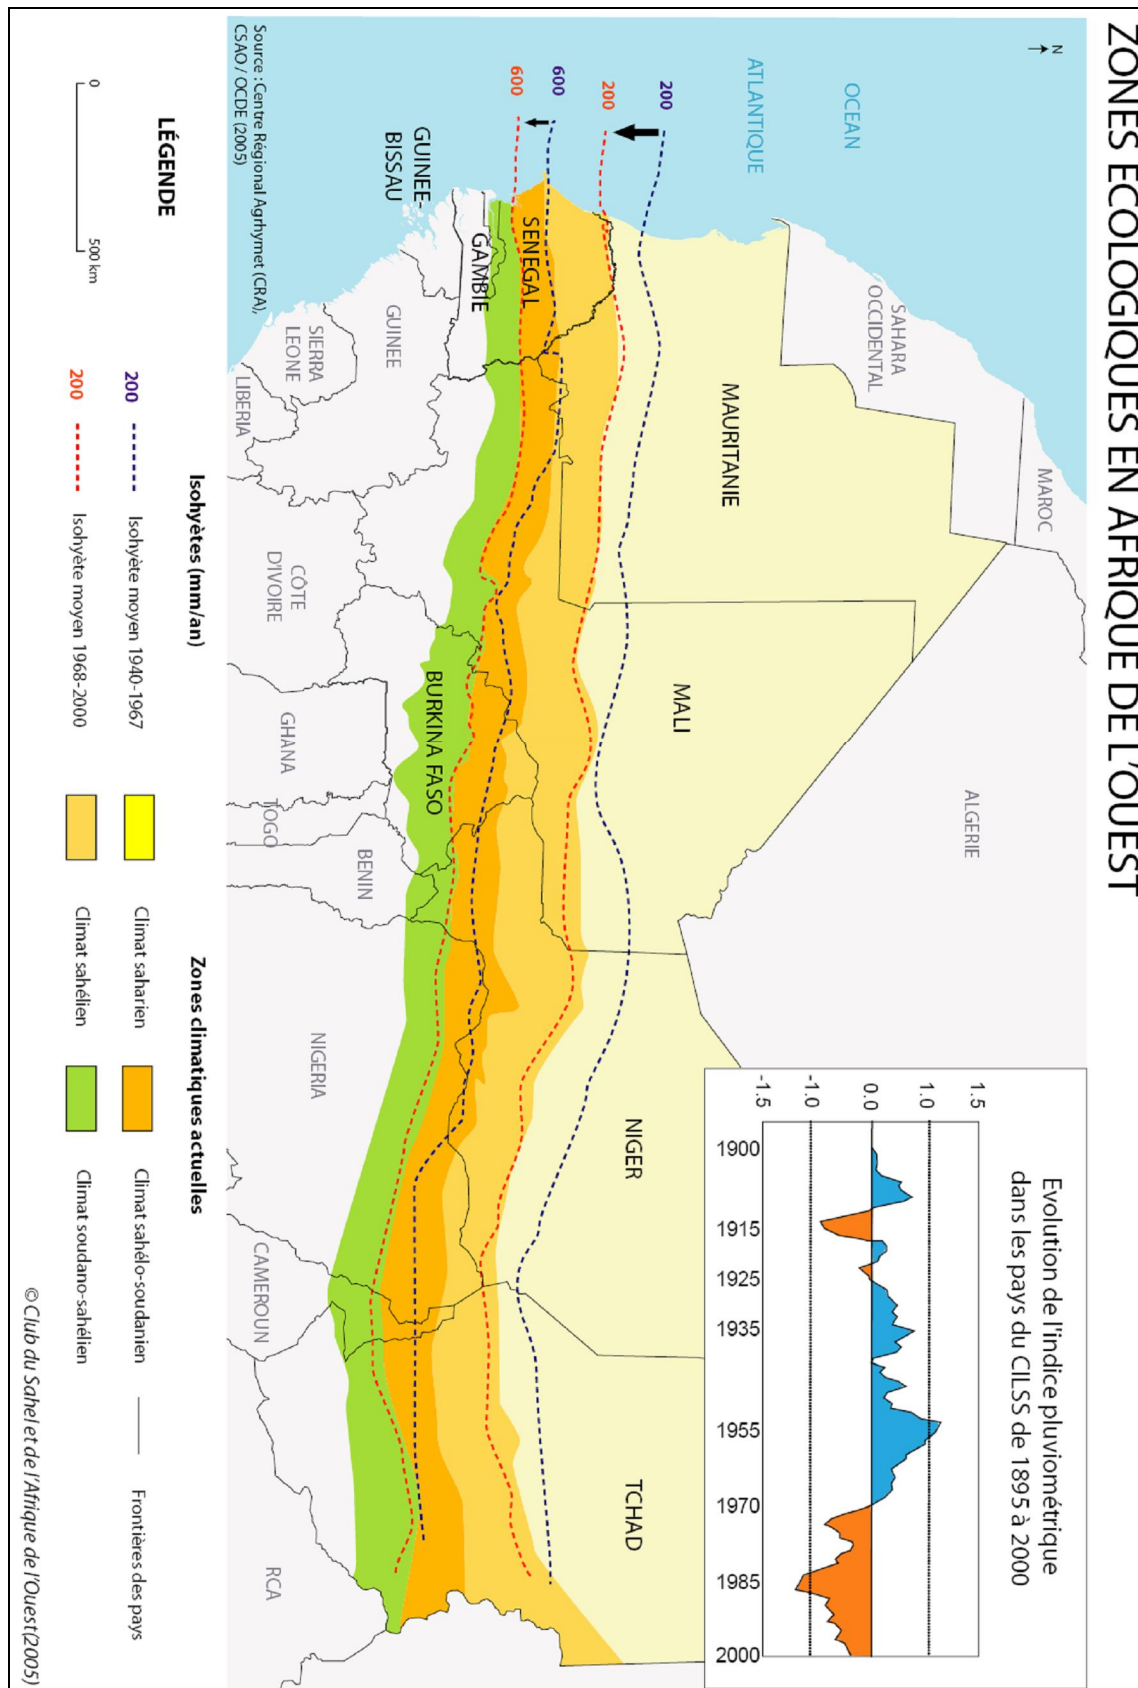 ZONES ECOLOGIQUES EN AFRIQUE DE L'OUEST
N
OCEAN
ATLANTIQUE
200
200
600
600
SAHARA
OCCIDENTAL
MAROC
ALGERIE
MAURITANIE
MALI
NIGER
TCHAD
SENEGAL
GAMBIE
GUINEE-
BISSAU
GUINEE
SIERRA
LEONE
LIBERIA
CÔTE
D'IVOIRE
BURKINA FASO
GHANA
TOGO
BENIN
NIGERIA
CAMEROUN
RCA
Evolution de l'indice pluviométrique
dans les pays du CILSS de 1895 à 2000
1.5
1.0
0.0
-1.0
-1.5
1900
1915
1925
1935
1955
1970
1985
2000
Source : Centre Régional Agrhymet (CRA),
CSAO / OCDE (2005)
LÉGENDE
0
500 km
Isohyètes (mm/an)
200 Isohyète moyen 1940-1967
200 Isohyète moyen 1968-2000
Zones climatiques actuelles
Climat saharien
Climat sahélien
Climat sahélo-soudanien
Climat soudano-sahélien
Frontières des pays
© Club du Sahel et de l'Afrique de l'Ouest(2005)